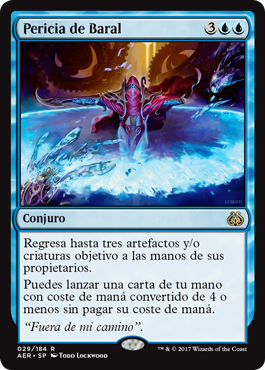 Pericia de Baral 3
Conjuro
Regresa hasta tres artefactos y/o
criaturas objetivo a las manos de sus
propietarios.
Puedes lanzar una carta de tu mano
con coste de maná convertido de 4 o
menos sin pagar su coste de maná.
“Fuera de mi camino”.
029/184 R
AER • SP Todd Lockwood
™ & © 2017 Wizards of the Coast